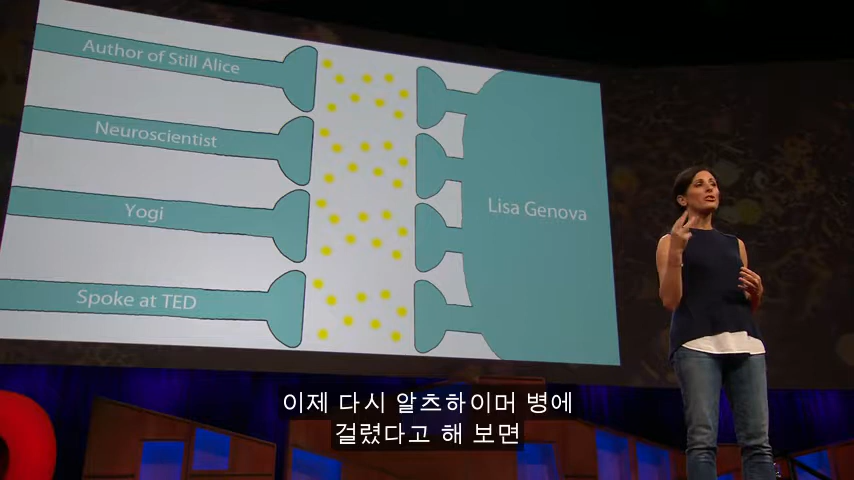 Author of Still Alice
Neuroscientist
Yogi
Spoke at TED
Lisa Genova
이제 다시 알츠하이머 병에
걸렸다고 해 보면